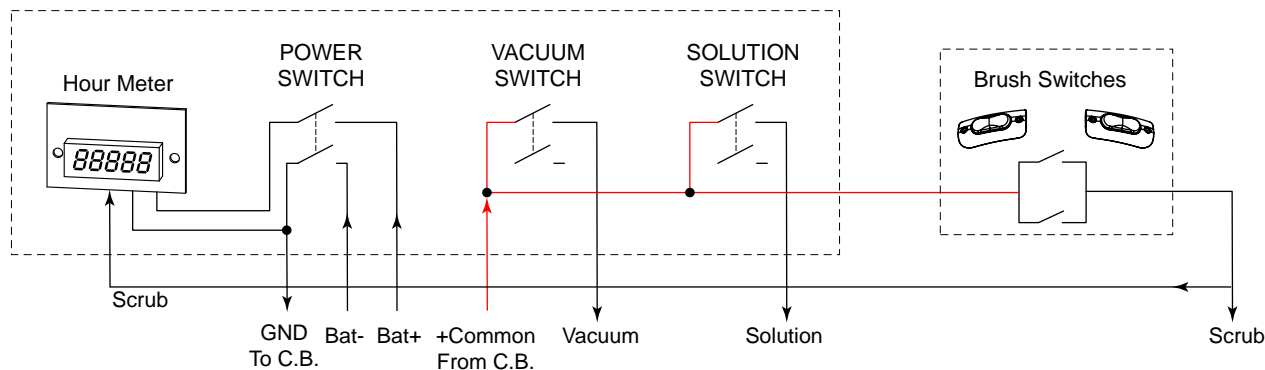 POWER
SWITCH
VACUUM
SWITCH
SOLUTION
SWITCH
Hour Meter
Brush Switches
88888
Scrub
GND
To C.B.
Bat-
Bat+
+Common
From C.B.
Vacuum
Solution
Scrub